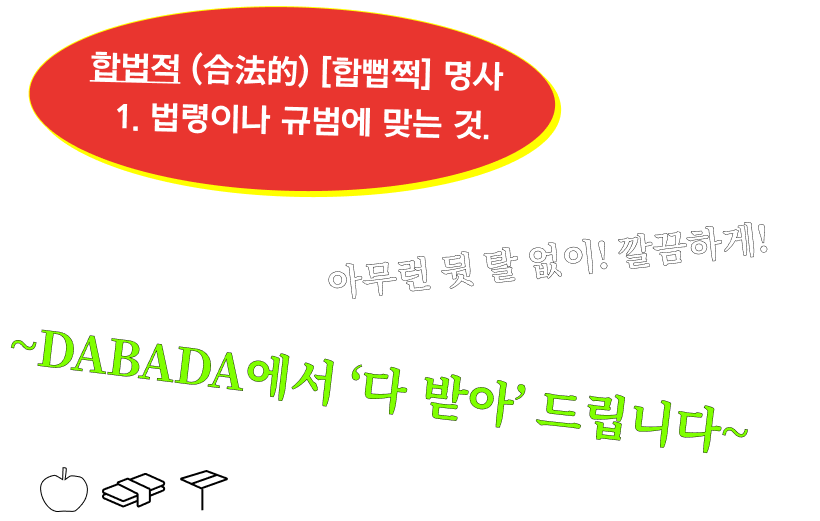 합법적 (合法的) [합뻡쩍] 명사
1. 법령이나 규범에 맞는 것.
아무런 뒷 탈 없이! 깔끔하게!
~DABADA에서 ‘다 받아’ 드립니다~